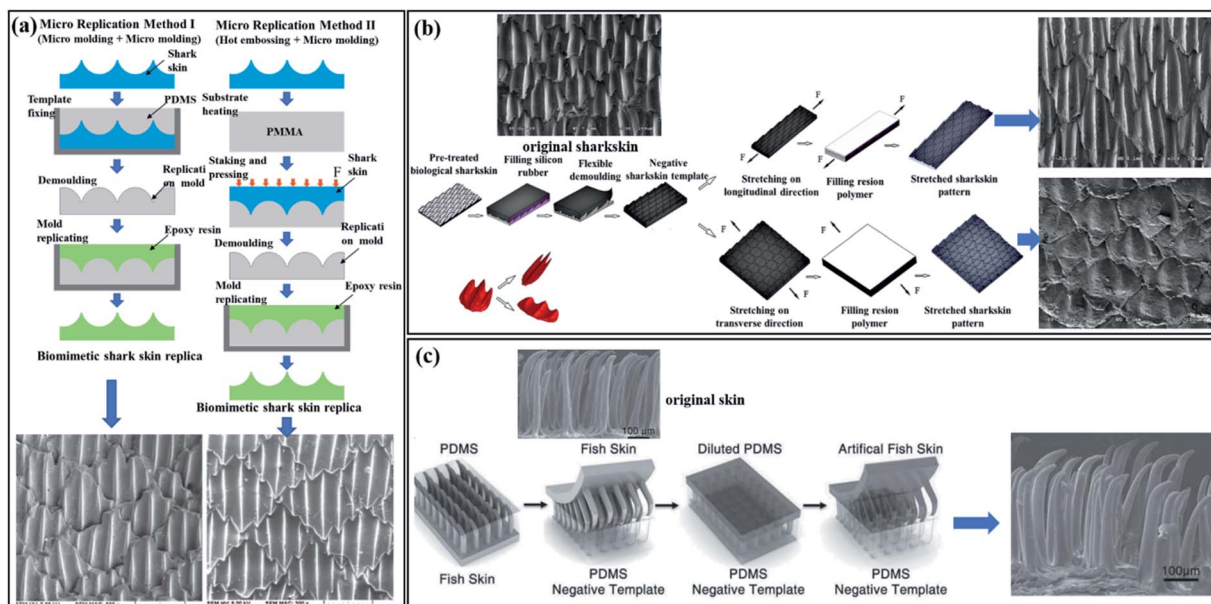 (a)
Micro Replication Method I
(Micro molding + Micro molding)
Shark
skin
Template
fixing
PDMS
Demoulding
Replicati
on mold
Mold
replicating
Epoxy resin
Biomimetic shark skin replica
Micro Replication Method II
(Hot embossing + Micro molding)
Substrate
heating
PMMA
Staking and
pressing
F
Shark
skin
Demoulding
Replicati
on mold
Mold
replicating
Epoxy resin
Biomimetic shark skin replica
(b)
original sharkskin
Pre-treated
biological sharkskin
Filling silicon
rubber
Flexible
demoulding
Negative
sharkskin template
F
F
F
F
Stretching on
longitudinal direction
Filling resion
polymer
Stretched sharkskin
pattern
F
F
Stretching on
transverse direction
Filling resion
polymer
Stretched sharkskin
pattern
(c)
100 μm
original skin
PDMS
Fish Skin
Diluted PDMS
Artifical Fish Skin
Fish Skin
PDMS
Negative Template
PDMS
Negative Template
PDMS
Negative Template
100μm